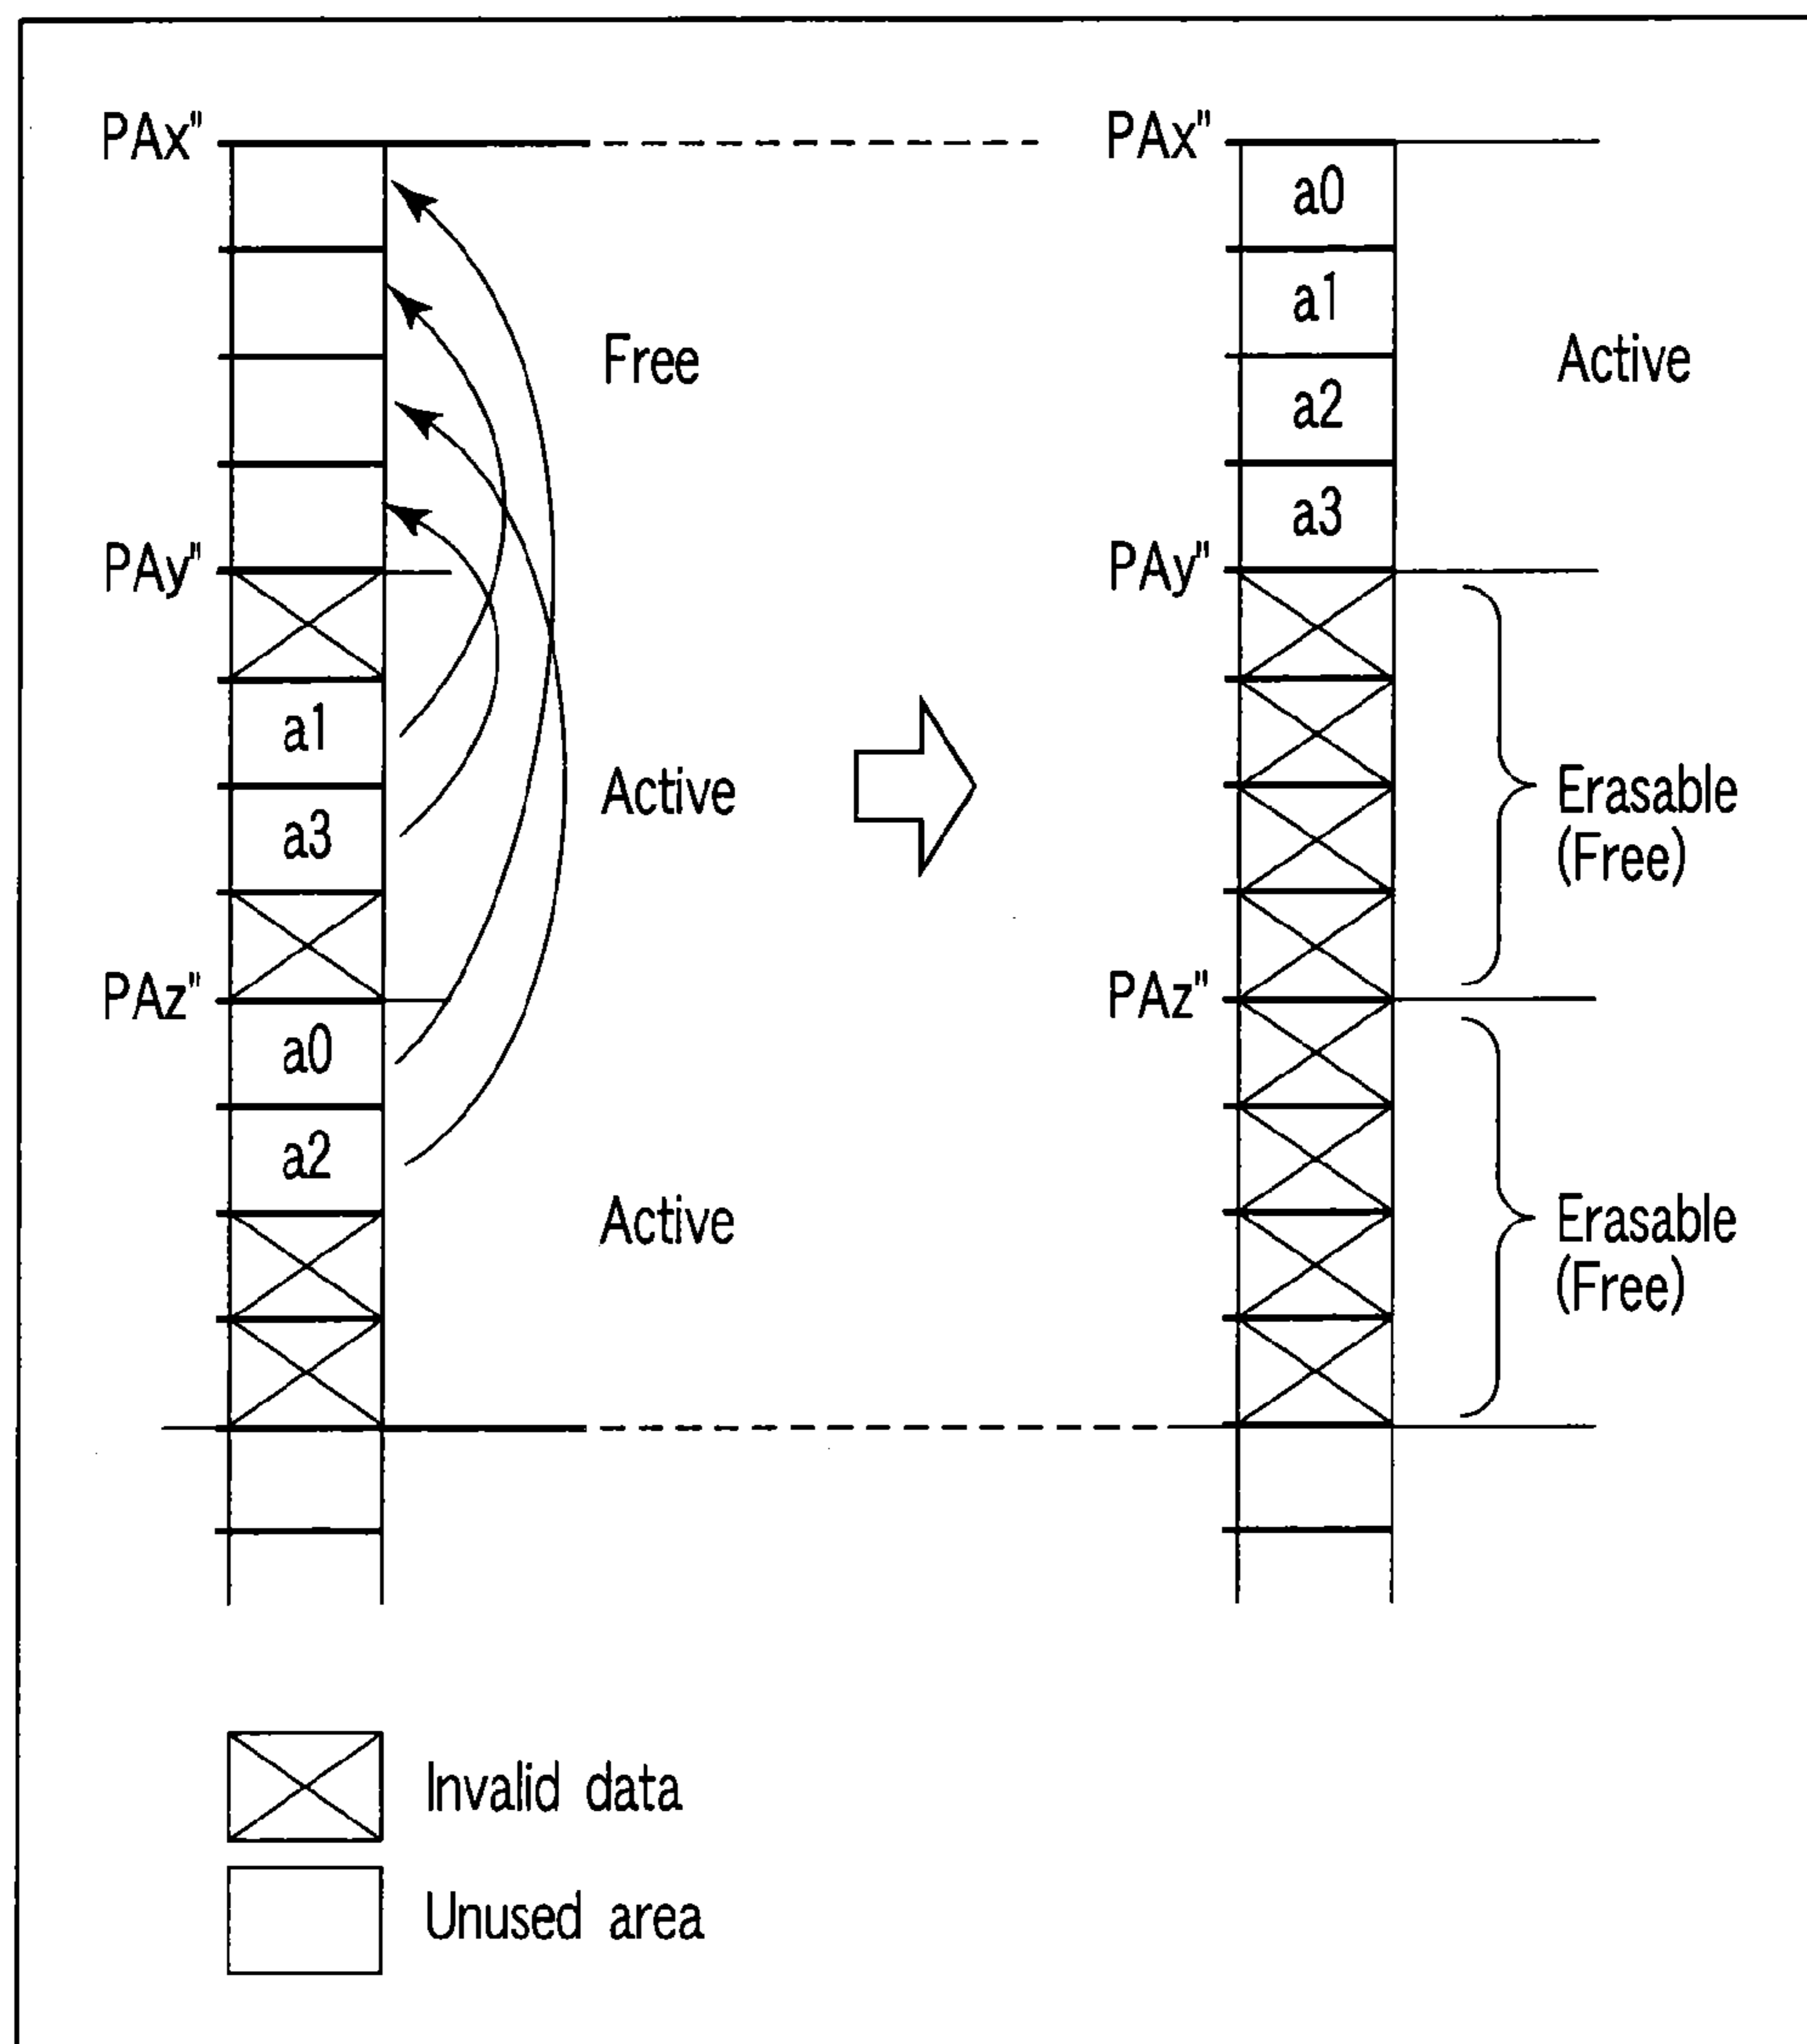 PAx"
Free
PAy"
a1
a3
Active
PAz"
a0
a2
Active
PAx"
a0
a1
a2
a3
Active
PAy"
Erasable
(Free)
PAz"
Erasable
(Free)
Invalid data
Unused area